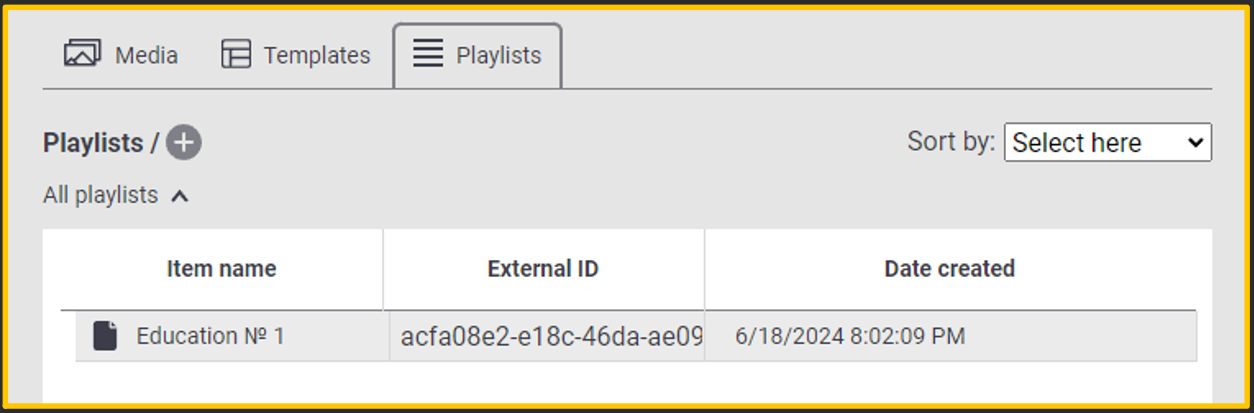 Media Templates Playlists
Playlists /
Sort by: Select here
All playlists
Item name External ID Date created
Education № 1 acfa08e2-e18c-46da-ae09 6/18/2024 8:02:09 PM